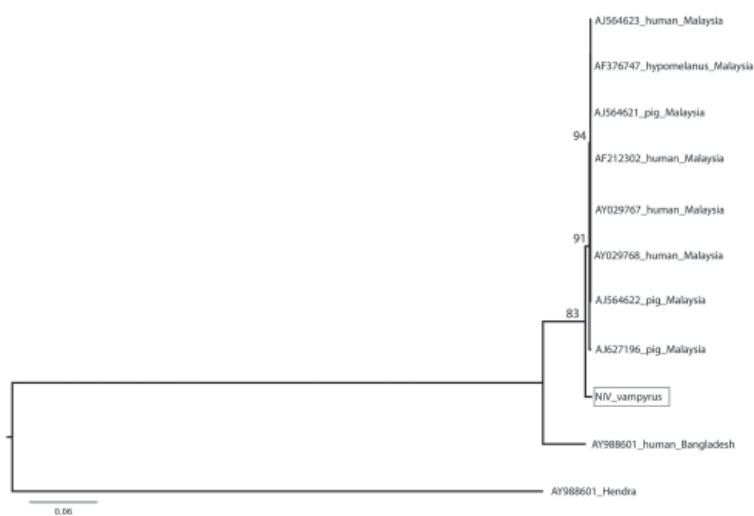 AJ564623_human_Malaysia
AF376747_hypomelanus_Malaysia
AJ564621_pig_Malaysia
94
AF212302_human_Malaysia
AY029767_human_Malaysia
91
AY029768_human_Malaysia
AJ564622_pig_Malaysia
83
AJ627196_pig_Malaysia
NIV_vampyrus
AY988601_human_Bangladesh
AY988601_Hendra
0.06